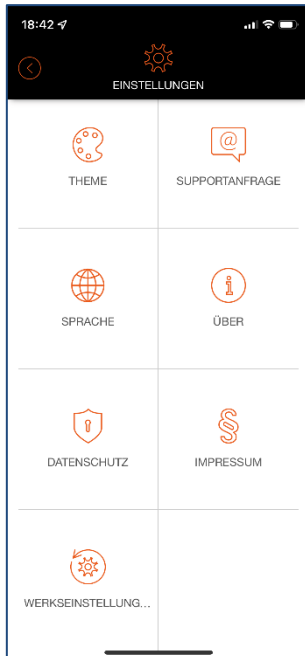 18:42
EINSTELLUNGEN
THEME
SUPPORTANFRAGE
@
SPRACHE
ÜBER
i
DATENSCHUTZ
IMPRESSUM
§
WERKSEINSTELLUNG...